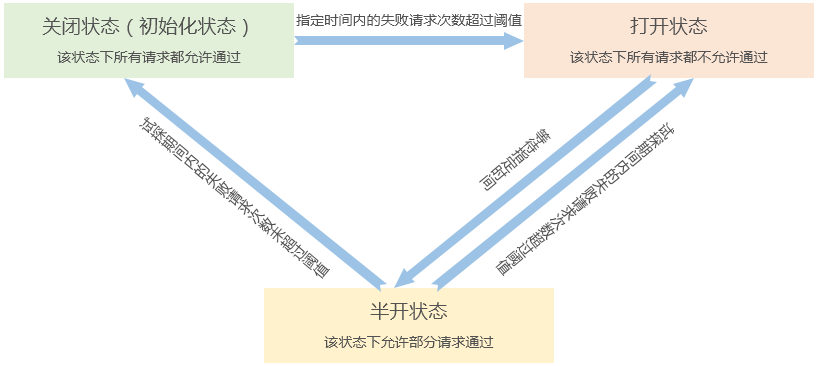 关闭状态（初始化状态）
该状态下所有请求都允许通过
指定时间内的失败请求次数超过阈值
打开状态
该状态下所有请求都不允许通过
试探期间内的失败请求次数未超过阈值
等待指定时间
试探期间内的失败请求次数超过阈值
半开状态
该状态下允许部分请求通过